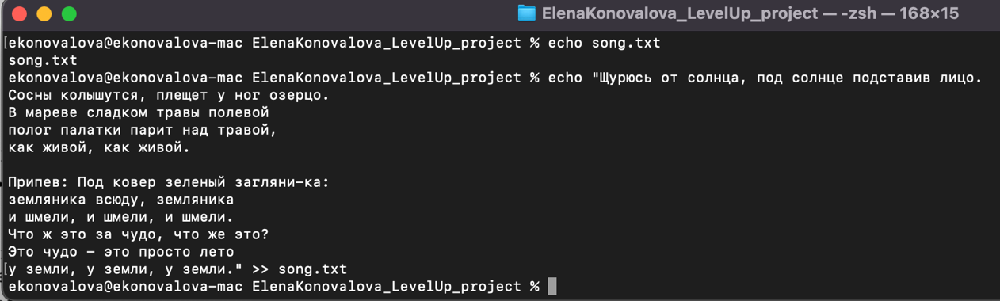 ElenaKonovalova_LevelUp_project — -zsh — 168×15
[ekonovalova@ekonovalova-mac ElenaKonovalova_LevelUp_project % echo song.txt
song.txt
ekonovalova@ekonovalova-mac ElenaKonovalova_LevelUp_project % echo "Щурюсь от солнца, под солнце подставив лицо.
Сосны колышутся, плещет у ног озерцо.
В мареве сладком травы полевой
полог палатки парит над травой,
как живой, как живой.

Припев: Под ковер зеленый загляни-ка:
земляника всюду, земляника
и шмели, и шмели, и шмели.
Что ж это за чудо, что же это?
Это чудо – это просто лето
[у земли, у земли, у земли." >> song.txt
ekonovalova@ekonovalova-mac ElenaKonovalova_LevelUp_project %